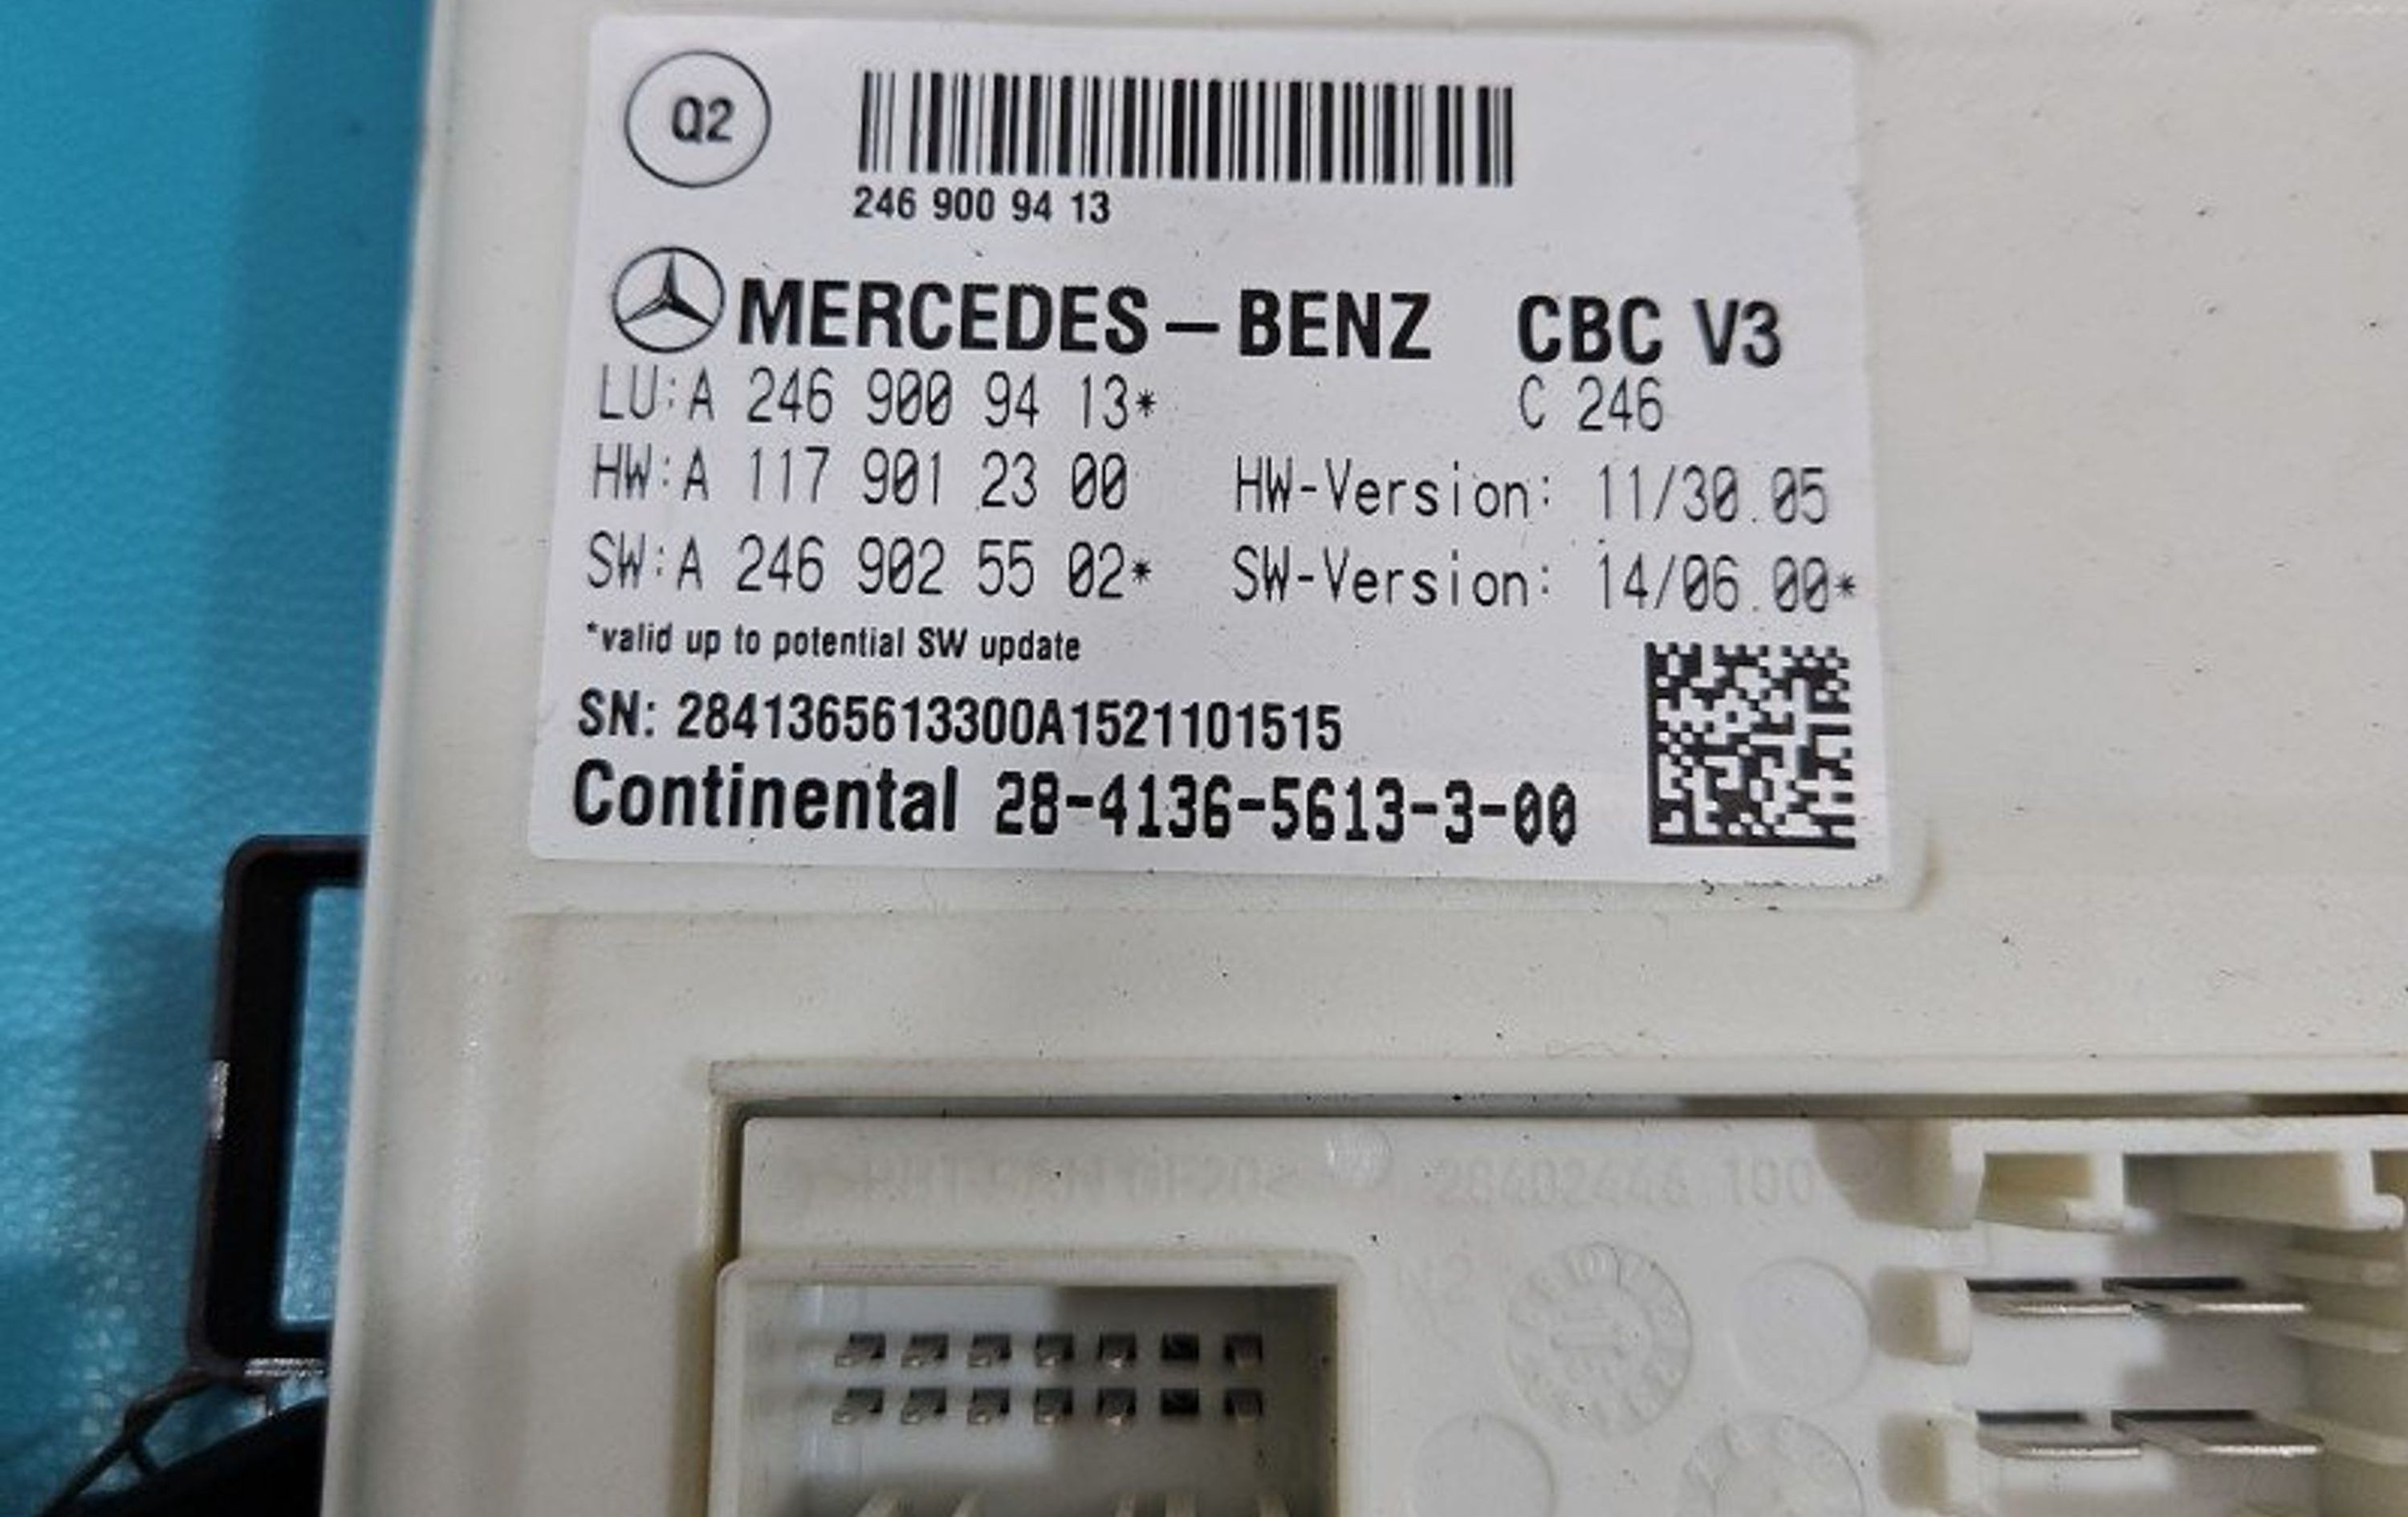 Q2
246 900 94 13
MERCEDES-BENZ CBC V3
LU:A 246 900 94 13* C 246
HW:A 117 901 23 00 HW-Version: 11/30.05
SW:A 246 902 55 02* SW-Version: 14/06.00*
*valid up to potential SW update
SN: 2841365613300A1521101515
Continental 28-4136-5613-3-00
100